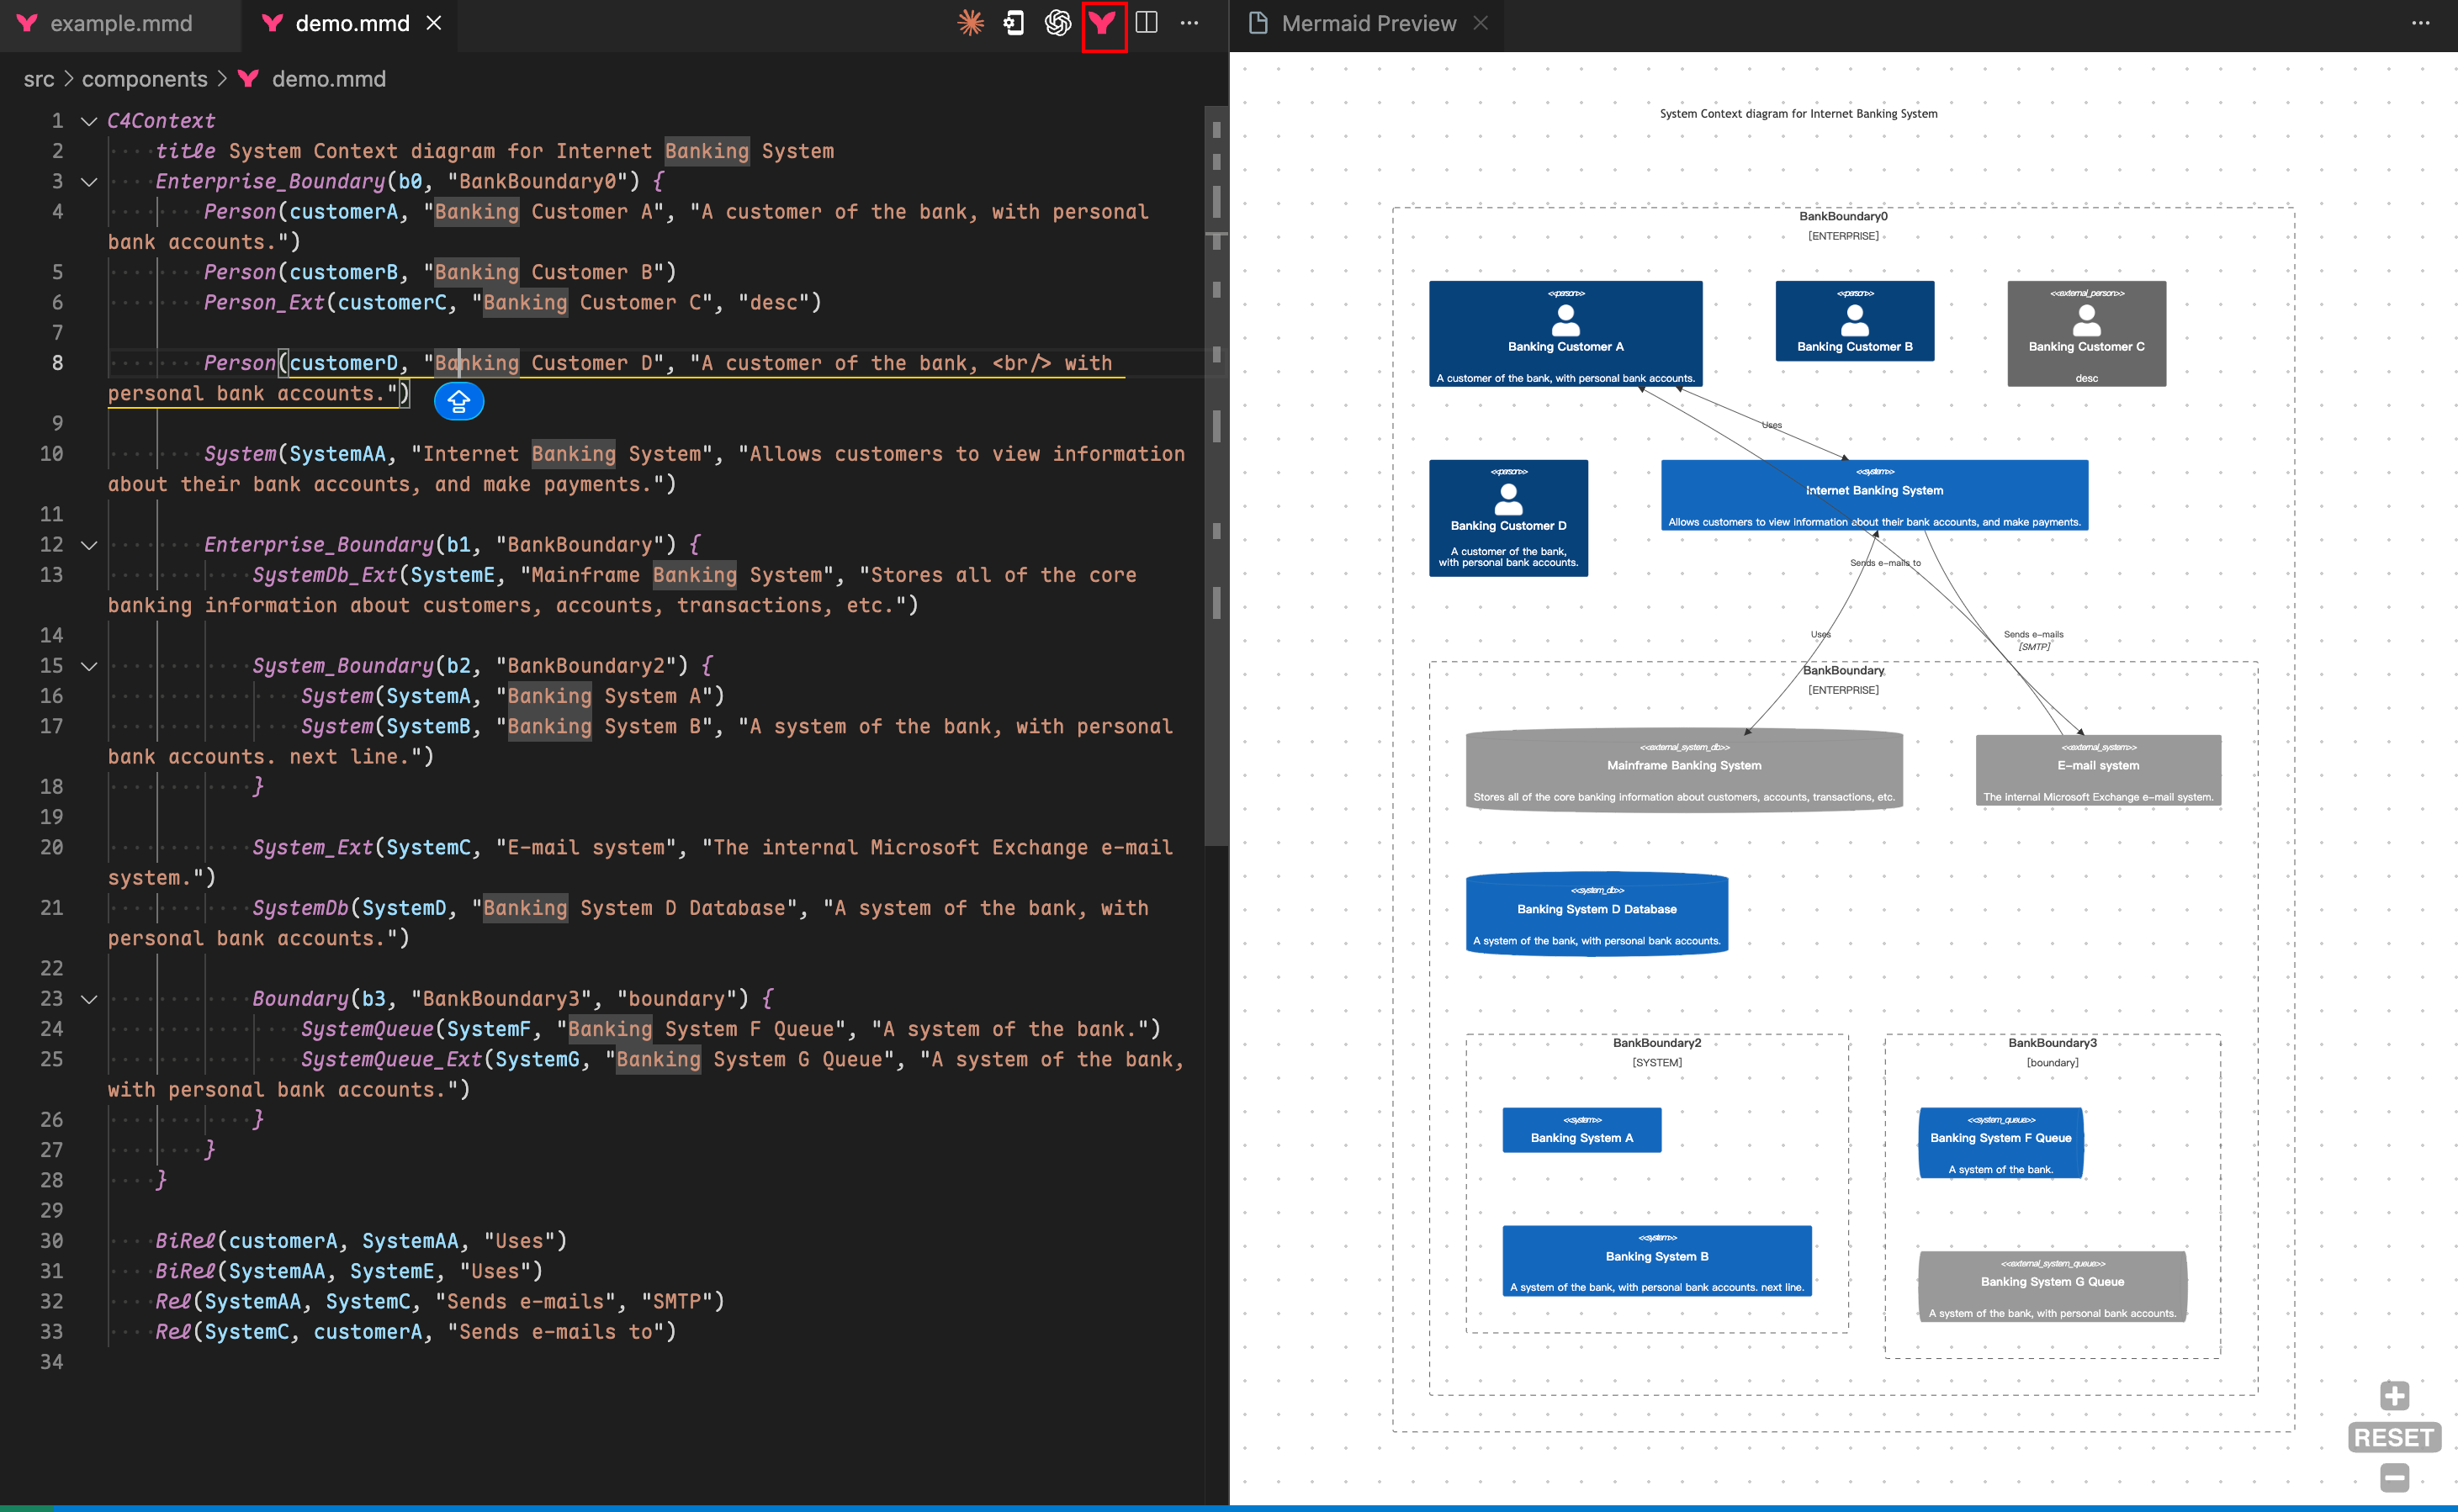 example.mmd
demo.mmd
src > components > demo.mmd
1 C4Context
2 title System Context diagram for Internet Banking System
3 Enterprise_Boundary(b0, "BankBoundary0") {
4 Person(customerA, "Banking Customer A", "A customer of the bank, with personal
bank accounts.")
5 Person(customerB, "Banking Customer B")
6 Person_Ext(customerC, "Banking Customer C", "desc")
7
8 Person(customerD, "Banking Customer D", "A customer of the bank, <br/> with
personal bank accounts.")
9
10 System(SystemAA, "Internet Banking System", "Allows customers to view information
about their bank accounts, and make payments.")
11
12 Enterprise_Boundary(b1, "BankBoundary") {
13 SystemDb_Ext(SystemE, "Mainframe Banking System", "Stores all of the core
banking information about customers, accounts, transactions, etc.")
14
15 System_Boundary(b2, "BankBoundary2") {
16 System(SystemA, "Banking System A")
17 System(SystemB, "Banking System B", "A system of the bank, with personal
bank accounts. next line.")
18 }
19
20 System_Ext(SystemC, "E-mail system", "The internal Microsoft Exchange e-mail
system.")
21 SystemDb(SystemD, "Banking System D Database", "A system of the bank, with
personal bank accounts.")
22
23 Boundary(b3, "BankBoundary3", "boundary") {
24 SystemQueue(SystemF, "Banking System F Queue", "A system of the bank.")
25 SystemQueue_Ext(SystemG, "Banking System G Queue", "A system of the bank,
with personal bank accounts.")
26 }
27 }
28 }
29
30 BiRel(customerA, SystemAA, "Uses")
31 BiRel(SystemAA, SystemE, "Uses")
32 Rel(SystemAA, SystemC, "Sends e-mails", "SMTP")
33 Rel(SystemC, customerA, "Sends e-mails to")
34
Mermaid Preview
System Context diagram for Internet Banking System
BankBoundary0
[ENTERPRISE]
<<person>>
Banking Customer A
A customer of the bank, with personal bank accounts.
<<person>>
Banking Customer B
<<external_person>>
Banking Customer C
desc
Uses
<<person>>
Banking Customer D
A customer of the bank,
with personal bank accounts.
<<system>>
Internet Banking System
Allows customers to view information about their bank accounts, and make payments.
Sends e-mails to
Uses
Sends e-mails
[SMTP]
BankBoundary
[ENTERPRISE]
<<external_system_db>>
Mainframe Banking System
Stores all of the core banking information about customers, accounts, transactions, etc.
<<external_system>>
E-mail system
The internal Microsoft Exchange e-mail system.
<<system_db>>
Banking System D Database
A system of the bank, with personal bank accounts.
BankBoundary2
[SYSTEM]
<<system>>
Banking System A
<<system>>
Banking System B
A system of the bank, with personal bank accounts. next line.
BankBoundary3
[boundary]
<<system_queue>>
Banking System F Queue
A system of the bank.
<<external_system_queue>>
Banking System G Queue
A system of the bank, with personal bank accounts.
RESET